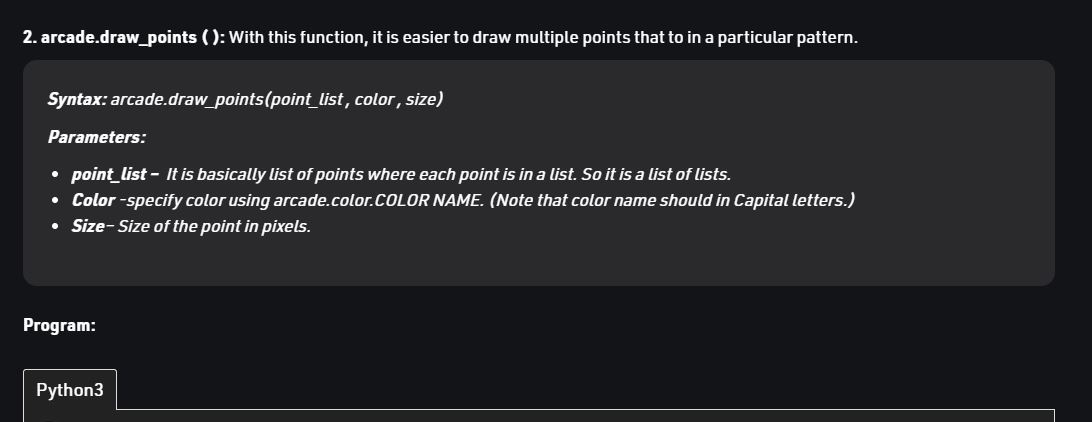 2. arcade.draw_points ( ): With this function, it is easier to draw multiple points that to in a particular pattern.
Syntax: arcade.draw_points(point_list , color , size)
Parameters:
• point_list – It is basically list of points where each point is in a list. So it is a list of lists.
• Color -specify color using arcade.color.COLOR NAME. (Note that color name should in Capital letters.)
• Size– Size of the point in pixels.
Program:
Python3